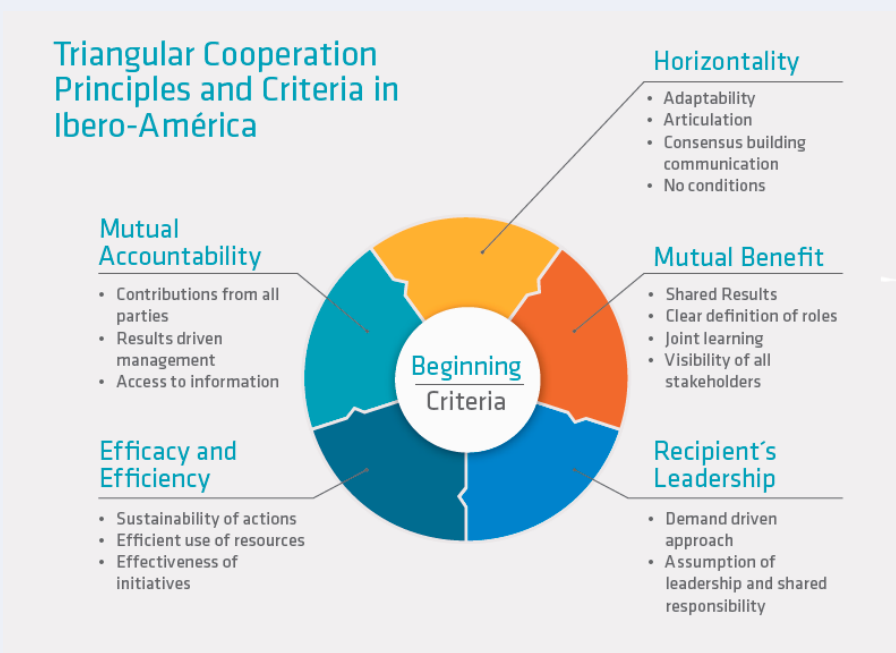 Triangular Cooperation
Principles and Criteria in
Ibero-América
Horizontality
• Adaptability
• Articulation
• Consensus building
communication
• No conditions
Mutual
Accountability
• Contributions from all
parties
• Results driven
management
• Access to information
Mutual Benefit
• Shared Results
• Clear definition of roles
• Joint learning
• Visibility of all
stakeholders
Beginning
Criteria
Efficacy and
Efficiency
• Sustainability of actions
• Efficient use of resources
• Effectiveness of
initiatives
Recipient´s
Leadership
• Demand driven
approach
• Assumption of
leadership and shared
responsibility